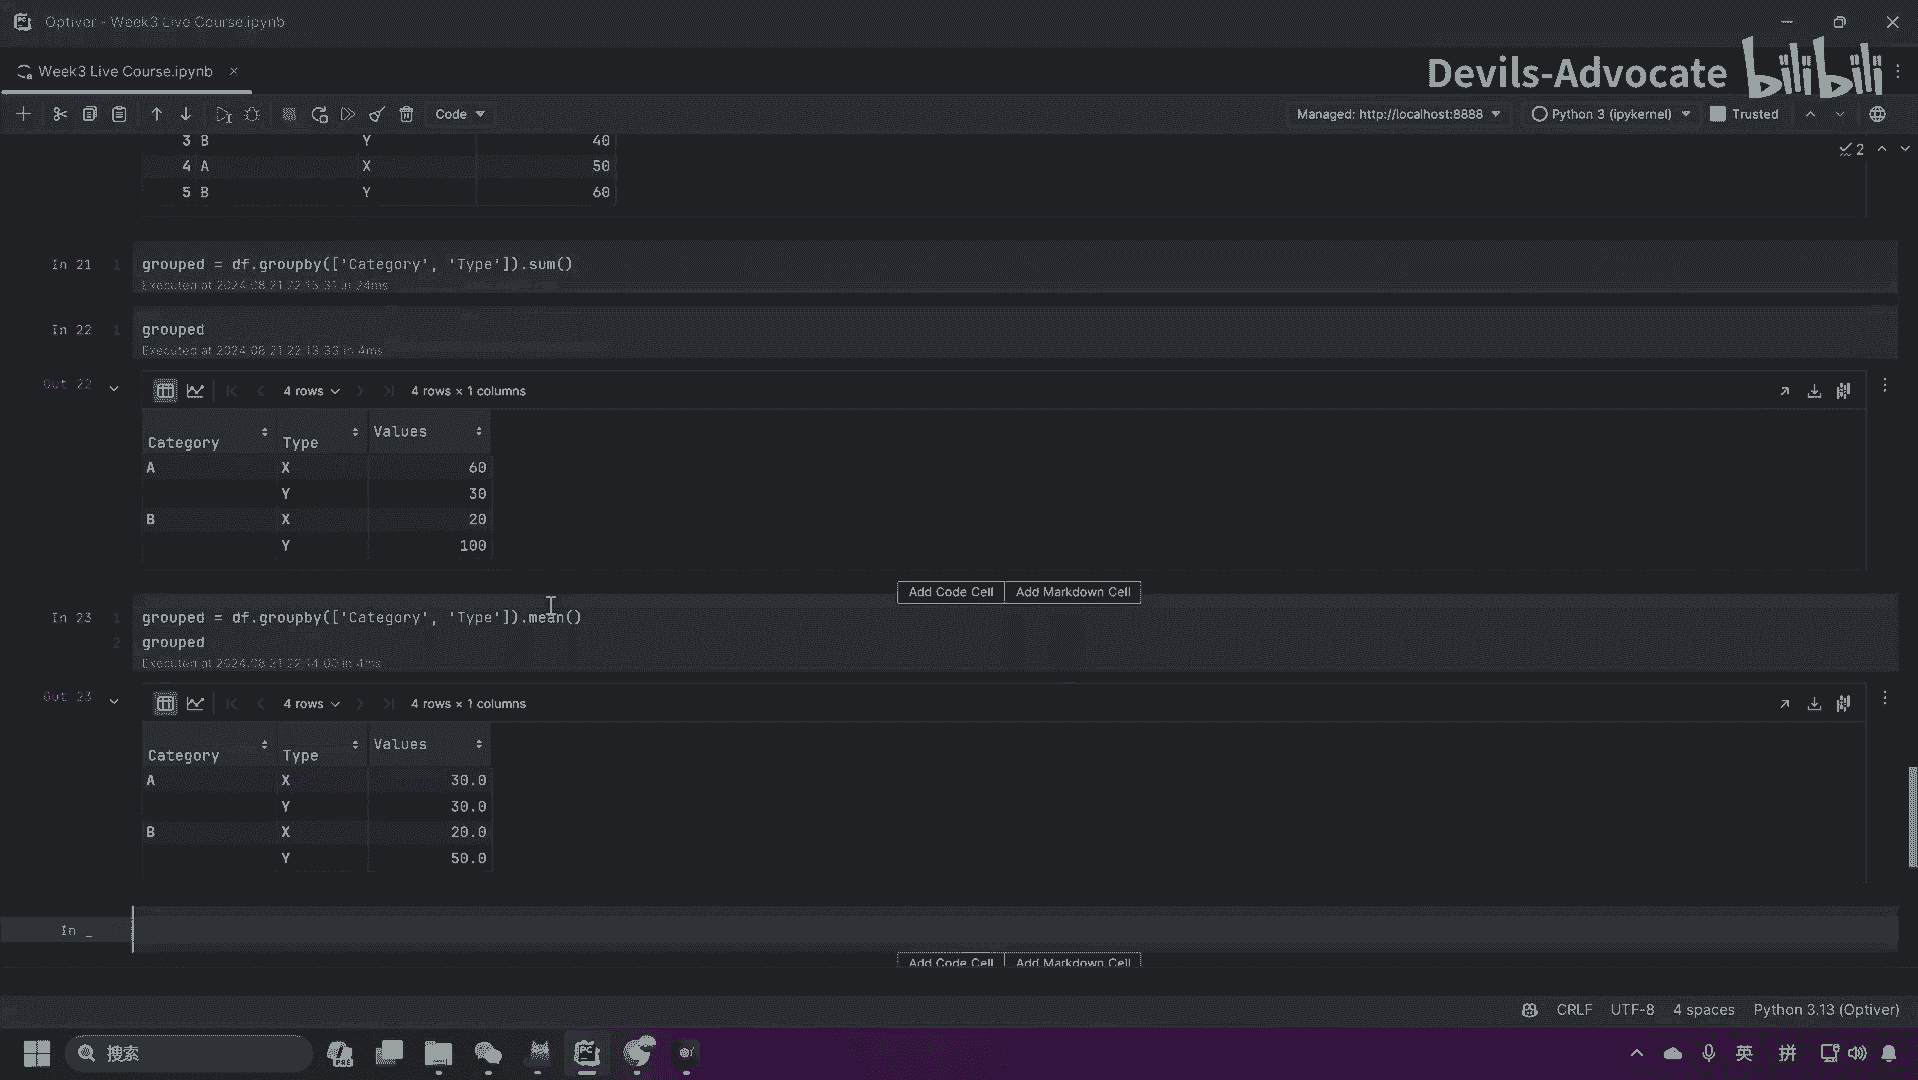 Optiver - Week3 Live Course.ipynb
Week3 Live Course.ipynb
Devils-Advocate bilibili
Code
Managed: http://localhost:8888
Python 3 (ipykernel)
Trusted
2
3 B Y 40
4 A X 50
5 B Y 60
In 21 1 grouped = df.groupby(['Category', 'Type']).sum()
Executed at 2024.08.21 22:13:31 in 24ms
In 22 1 grouped
Executed at 2024.08.21 22:13:33 in 4ms
Out 22 4 rows 4 rows × 1 columns
Category Type Values
A X 60
Y 30
B X 20
Y 100
Add Code Cell Add Markdown Cell
In 23 1 grouped = df.groupby(['Category', 'Type']).mean()
2 grouped
Executed at 2024.08.21 22:14:00 in 4ms
Out 23 4 rows 4 rows × 1 columns
Category Type Values
A X 30.0
Y 30.0
B X 20.0
Y 50.0
In _
Add Code Cell Add Markdown Cell
CRLF UTF-8 4 spaces Python 3.13 (Optiver)
搜索
英 拼